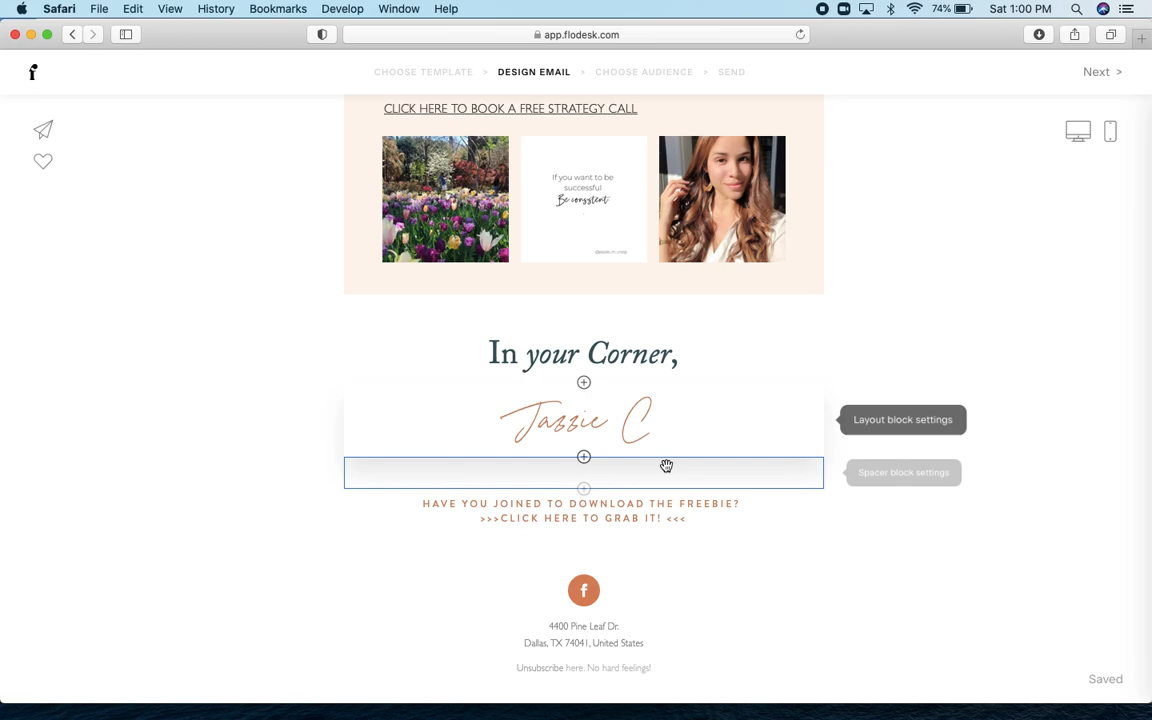 Safari File Edit View History Bookmarks Develop Window Help 74% Sat 1:00 PM
app.flodesk.com
f CHOOSE TEMPLATE > DESIGN EMAIL > CHOOSE AUDIENCE > SEND Next >
CLICK HERE TO BOOK A FREE STRATEGY CALL
If you want to be
successful
Be consistent
.
In your Corner,
Jazzie C
Layout block settings
Spacer block settings
HAVE YOU JOINED TO DOWNLOAD THE FREEBIE?
>>>CLICK HERE TO GRAB IT! <<<
f
4400 Pine Leaf Dr.
Dallas, TX 74041, United States
Unsubscribe here. No hard feelings!
Saved